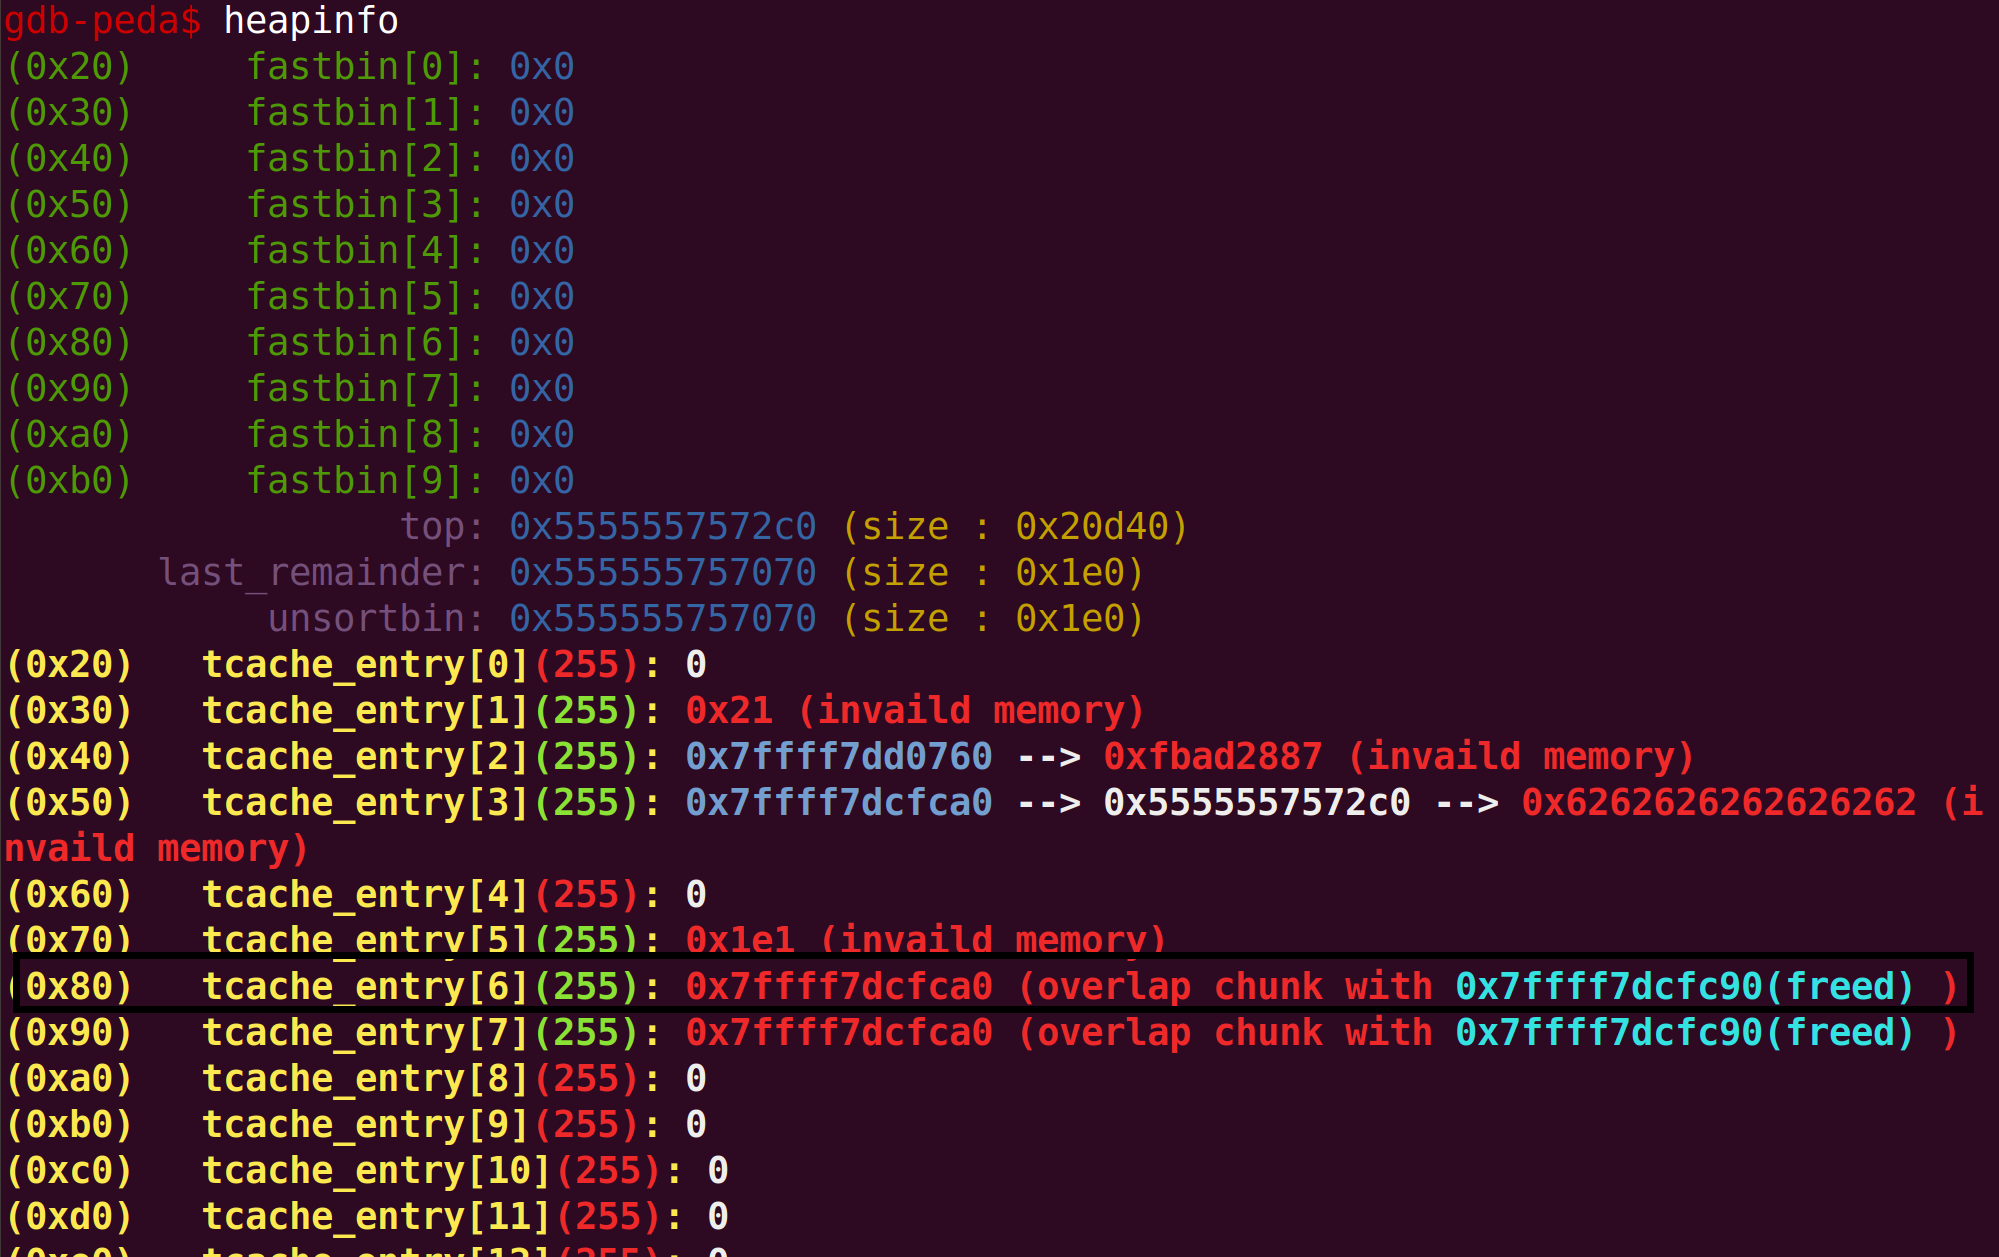 gdb-peda$ heapinfo
(0x20)     fastbin[0]: 0x0
(0x30)     fastbin[1]: 0x0
(0x40)     fastbin[2]: 0x0
(0x50)     fastbin[3]: 0x0
(0x60)     fastbin[4]: 0x0
(0x70)     fastbin[5]: 0x0
(0x80)     fastbin[6]: 0x0
(0x90)     fastbin[7]: 0x0
(0xa0)     fastbin[8]: 0x0
(0xb0)     fastbin[9]: 0x0
top: 0x5555557572c0 (size : 0x20d40)
last_remainder: 0x555555757070 (size : 0x1e0)
unsortbin: 0x555555757070 (size : 0x1e0)
(0x20)   tcache_entry[0](255): 0
(0x30)   tcache_entry[1](255): 0x21 (invaild memory)
(0x40)   tcache_entry[2](255): 0x7ffff7dd0760 --> 0xfbad2887 (invaild memory)
(0x50)   tcache_entry[3](255): 0x7ffff7dcfca0 --> 0x5555557572c0 --> 0x6262626262626262 (i
nvaild memory)
(0x60)   tcache_entry[4](255): 0
(0x70)   tcache_entry[5](255): 0x1e1 (invaild memory)
(0x80)   tcache_entry[6](255): 0x7ffff7dcfca0 (overlap chunk with 0x7ffff7dcfc90(freed) )
(0x90)   tcache_entry[7](255): 0x7ffff7dcfca0 (overlap chunk with 0x7ffff7dcfc90(freed) )
(0xa0)   tcache_entry[8](255): 0
(0xb0)   tcache_entry[9](255): 0
(0xc0)   tcache_entry[10](255): 0
(0xd0)   tcache_entry[11](255): 0
(0xe0)   tcache_entry[12](255): 0